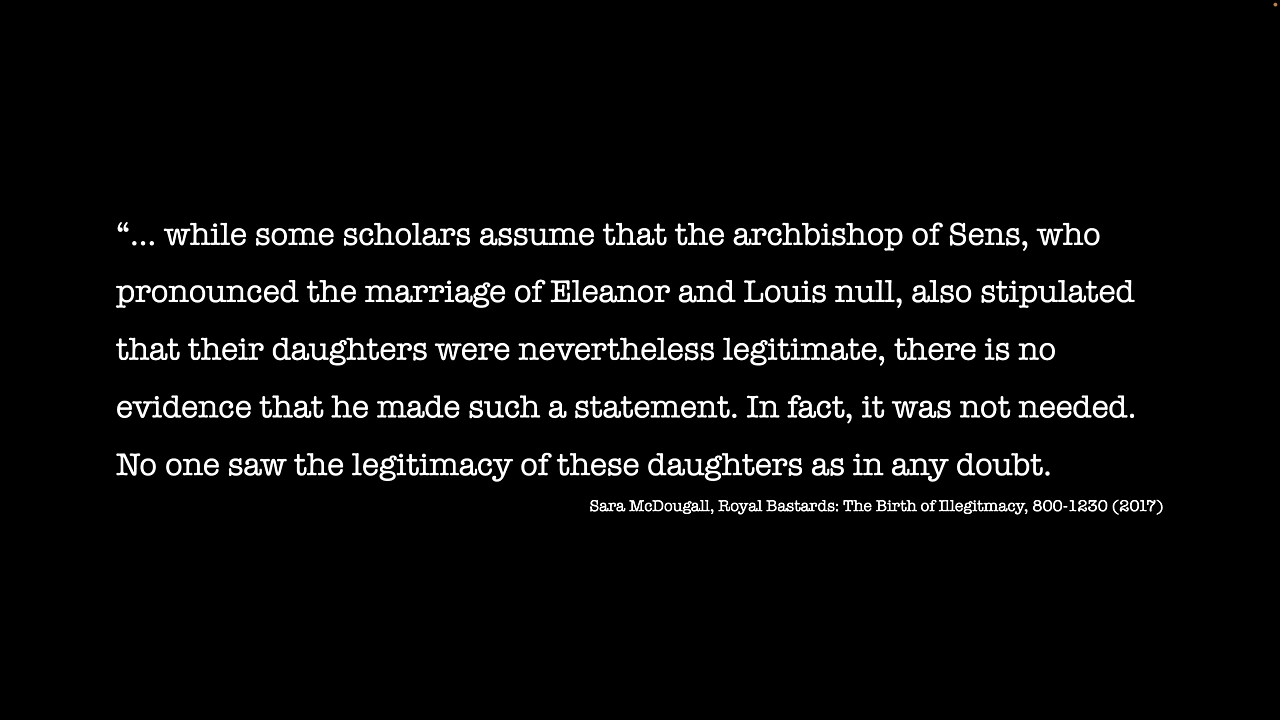 “... while some scholars assume that the archbishop of Sens, who
pronounced the marriage of Eleanor and Louis null, also stipulated
that their daughters were nevertheless legitimate, there is no
evidence that he made such a statement. In fact, it was not needed.
No one saw the legitimacy of these daughters as in any doubt.
Sara McDougall, Royal Bastards: The Birth of Illegitmacy, 800-1230 (2017)